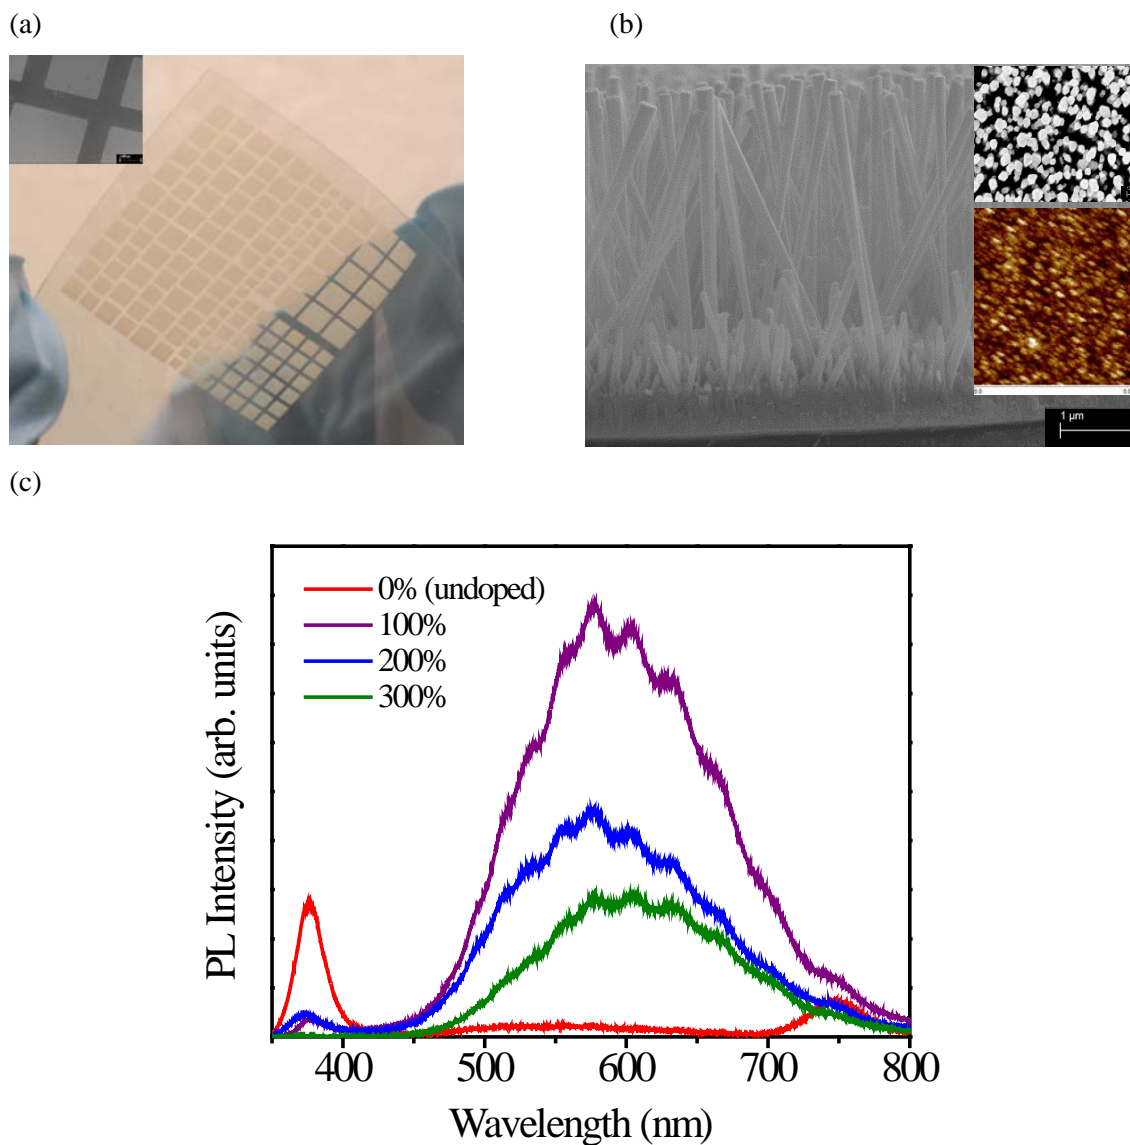 (a)
(b)
1 µm
(c)
0% (undoped)
100%
200%
300%
PL Intensity (arb. units)
400
500
600
700
800
Wavelength (nm)